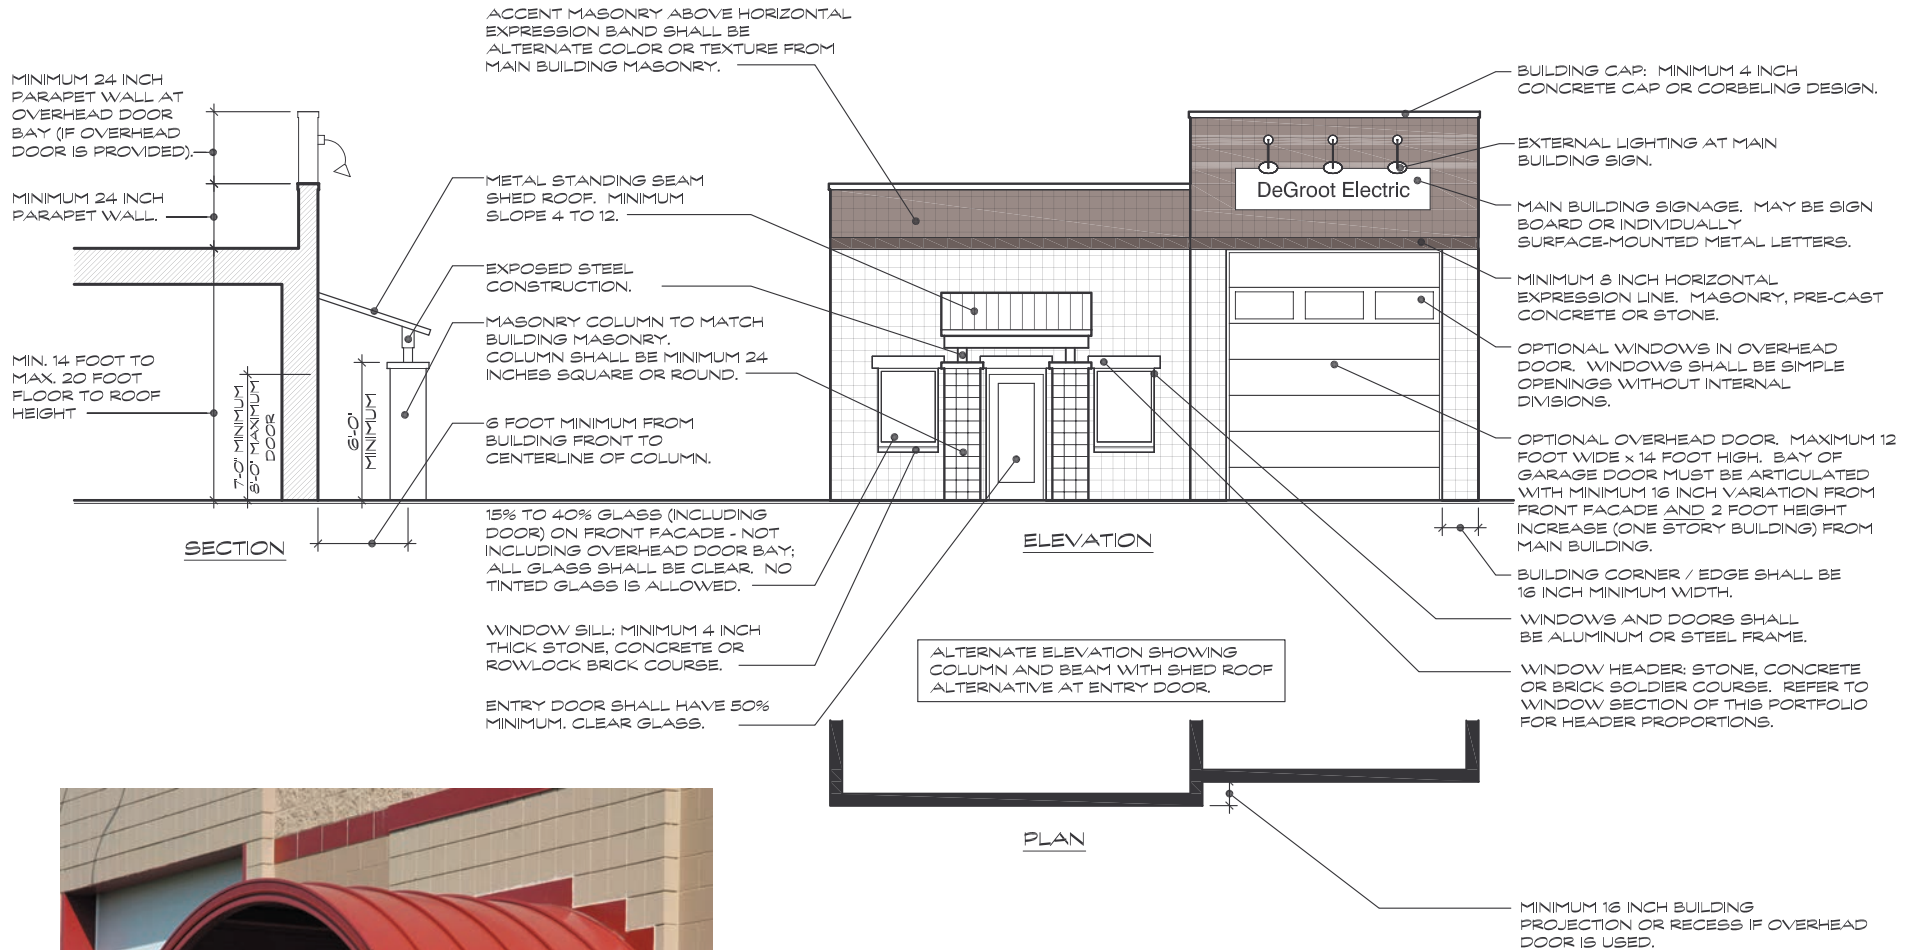 ACCENT MASONRY ABOVE HORIZONTAL
EXPRESSION BAND SHALL BE
ALTERNATE COLOR OR TEXTURE FROM
MAIN BUILDING MASONRY.
MINIMUM 24 INCH
PARAPET WALL AT
OVERHEAD DOOR
BAY (IF OVERHEAD
DOOR IS PROVIDED).
MINIMUM 24 INCH
PARAPET WALL.
MIN. 14 FOOT TO
MAX. 20 FOOT
FLOOR TO ROOF
HEIGHT
7'-0" MINIMUM
8'-0" MAXIMUM
DOOR
6'-0"
MINIMUM
SECTION
METAL STANDING SEAM
SHED ROOF. MINIMUM
SLOPE 4 TO 12.
EXPOSED STEEL
CONSTRUCTION.
MASONRY COLUMN TO MATCH
BUILDING MASONRY.
COLUMN SHALL BE MINIMUM 24
INCHES SQUARE OR ROUND.
6 FOOT MINIMUM FROM
BUILDING FRONT TO
CENTERLINE OF COLUMN.
15% TO 40% GLASS (INCLUDING
DOOR) ON FRONT FACADE - NOT
INCLUDING OVERHEAD DOOR BAY;
ALL GLASS SHALL BE CLEAR. NO
TINTED GLASS IS ALLOWED.
WINDOW SILL: MINIMUM 4 INCH
THICK STONE, CONCRETE OR
ROWLOCK BRICK COURSE.
ENTRY DOOR SHALL HAVE 50%
MINIMUM. CLEAR GLASS.
DeGroot Electric
ELEVATION
ALTERNATE ELEVATION SHOWING
COLUMN AND BEAM WITH SHED ROOF
ALTERNATIVE AT ENTRY DOOR.
PLAN
BUILDING CAP: MINIMUM 4 INCH
CONCRETE CAP OR CORBELING DESIGN.
EXTERNAL LIGHTING AT MAIN
BUILDING SIGN.
MAIN BUILDING SIGNAGE. MAY BE SIGN
BOARD OR INDIVIDUALLY
SURFACE-MOUNTED METAL LETTERS.
MINIMUM 8 INCH HORIZONTAL
EXPRESSION LINE. MASONRY, PRE-CAST
CONCRETE OR STONE.
OPTIONAL WINDOWS IN OVERHEAD
DOOR. WINDOWS SHALL BE SIMPLE
OPENINGS WITHOUT INTERNAL
DIVISIONS.
OPTIONAL OVERHEAD DOOR. MAXIMUM 12
FOOT WIDE x 14 FOOT HIGH. BAY OF
GARAGE DOOR MUST BE ARTICULATED
WITH MINIMUM 16 INCH VARIATION FROM
FRONT FACADE AND 2 FOOT HEIGHT
INCREASE (ONE STORY BUILDING) FROM
MAIN BUILDING.
BUILDING CORNER / EDGE SHALL BE
16 INCH MINIMUM WIDTH.
WINDOWS AND DOORS SHALL
BE ALUMINUM OR STEEL FRAME.
WINDOW HEADER: STONE, CONCRETE
OR BRICK SOLDIER COURSE. REFER TO
WINDOW SECTION OF THIS PORTFOLIO
FOR HEADER PROPORTIONS.
MINIMUM 16 INCH BUILDING
PROJECTION OR RECESS IF OVERHEAD
DOOR IS USED.